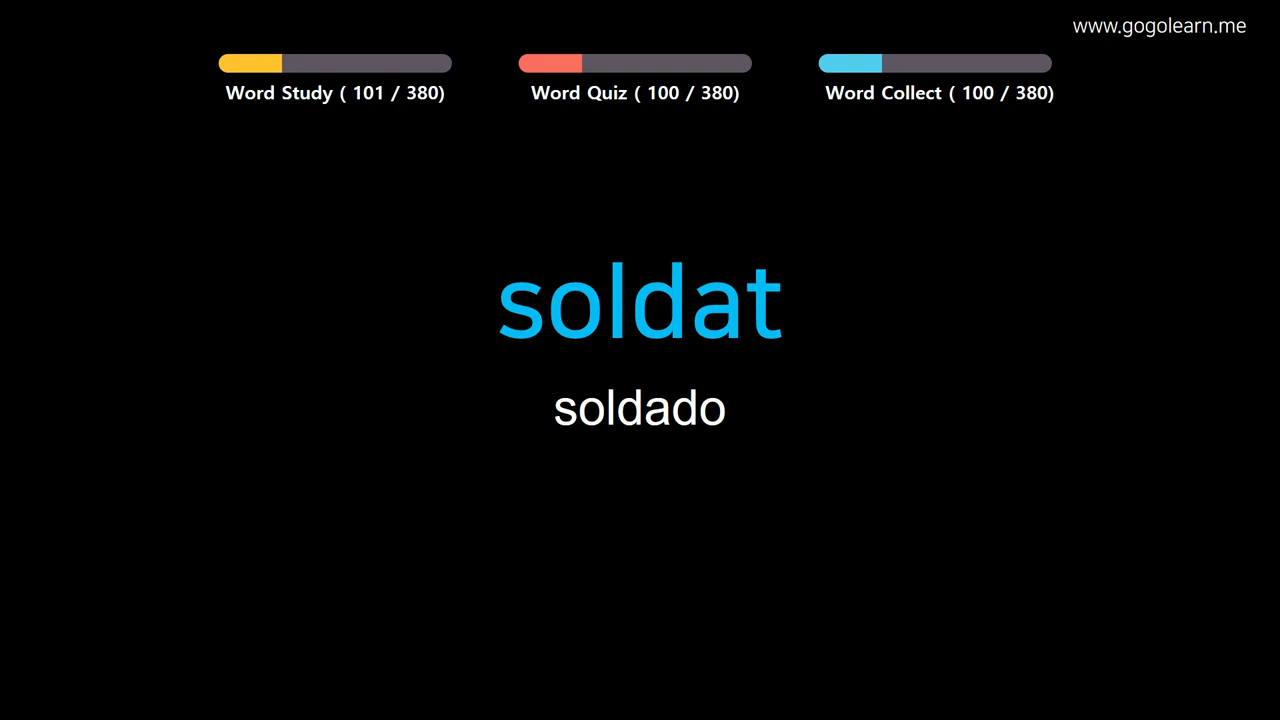 www.gogolearn.me
Word Study ( 101 / 380)
Word Quiz ( 100 / 380)
Word Collect ( 100 / 380)
soldat
soldado